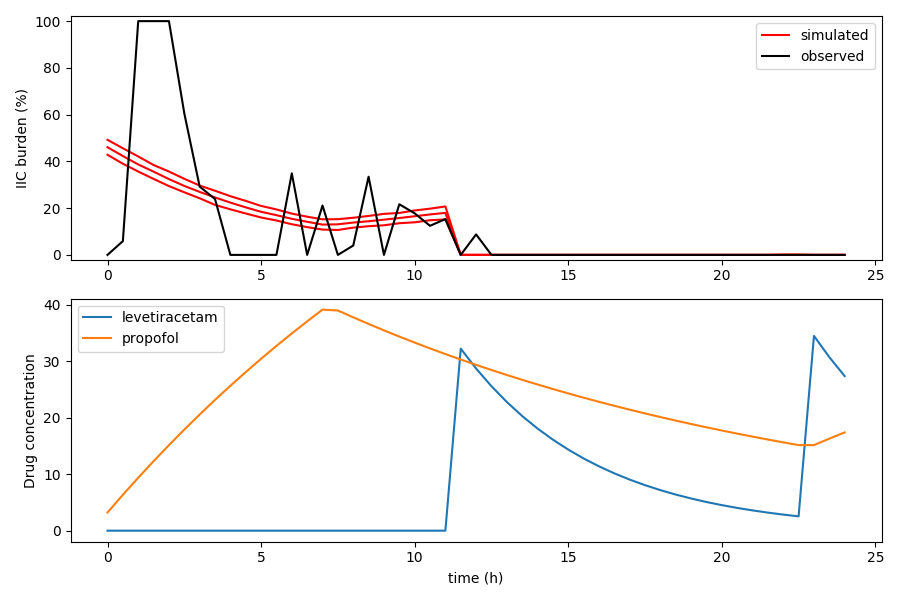 100
80
60
40
20
0
IIC burden (%)
simulated
observed
0 5 10 15 20 25
40
30
20
10
0
Drug concentration
levetiracetam
propofol
0 5 10 15 20 25
time (h)